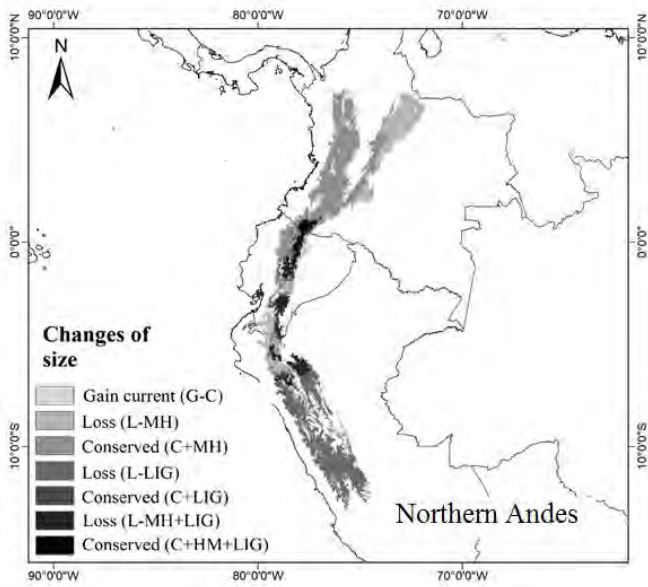 90°0'0"W 80°0'0"W 70°0'0"W
10°0'0"N 10°0'0"N
N
0°0'0" 0°0'0"
Changes of
size
Gain current (G-C)
Loss (L-MH)
Conserved (C+MH)
Loss (L-LIG)
Conserved (C+LIG)
Loss (L-MH+LIG)
Conserved (C+HM+LIG)
10°0'0"S 10°0'0"S
Northern Andes
90°0'0"W 80°0'0"W 70°0'0"W